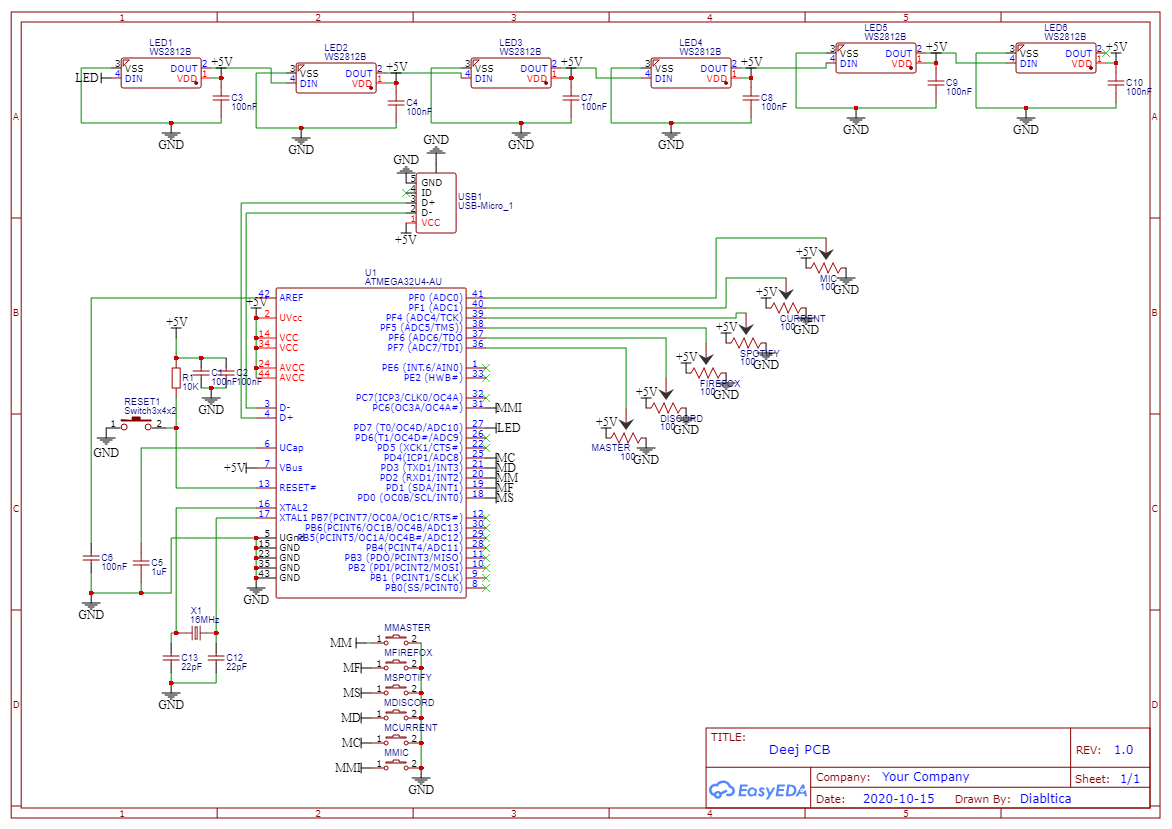 1 2 3 4 5
LED1
WS2812B
3 VSS DOUT 2
4 DIN VDD 1
LED
+5V
C3
100nF
GND
LED2
WS2812B
3 VSS DOUT 2
4 DIN VDD 1
+5V
C4
100nF
GND
LED3
WS2812B
3 VSS DOUT 2
4 DIN VDD 1
+5V
C7
100nF
GND
LED4
WS2812B
3 VSS DOUT 2
4 DIN VDD 1
+5V
C8
100nF
GND
LED5
WS2812B
3 VSS DOUT 2
4 DIN VDD 1
+5V
C9
100nF
GND
LED6
WS2812B
3 VSS DOUT 2
4 DIN VDD 1
+5V
C10
100nF
GND
A A
B B
C C
D D
GND
GND
5 GND
4 ID
3 D+
2 D-
1 VCC
USB1
USB-Micro_1
+5V
U1
ATMEGA32U4-AU
42 AREF
+5V
2 UVcc
14 VCC
34 VCC
24 AVCC
44 AVCC
3 D-
4 D+
6 UCap
+5V 7 VBus
13 RESET#
16 XTAL2
17 XTAL1
5 UGnd
15 GND
23 GND
35 GND
43 GND
GND
PF0 (ADC0) 41
PF1 (ADC1) 40
PF4 (ADC4/TCK) 39
PF5 (ADC5/TMS)) 38
PF6 (ADC6/TDO 37
PF7 (ADC7/TDI) 36
PE6 (INT.6/AIN0) 1
PE2 (HWB#) 33
PC7(ICP3/CLK0/OC4A) 32
PC6(OC3A/OC4A#) 31 MMI
PD7 (T0/OC4D/ADC10) 27 LED
PD6(T1/OC4D#/ADC9) 26
PD5 (XCK1/CTS#) 22
PD4(ICP1/ADC8) 25 MC
PD3 (TXD1/INT3) 21 MD
PD2 (RXD1/INT2) 20 MM
PD1 (SDA/INT1) 19 MF
PD0 (OC0B/SCL/INT0) 18 MS
PB7(PCINT7/OC0A/OC1C/RTS#) 12
PB6(PCINT6/OC1B/OC4B/ADC13) 30
PB5(PCINT5/OC1A/OC4B#/ADC12) 29
PB4(PCINT4/ADC11) 28
PB3 (PDO/PCINT3/MISO) 11
PB2 (PDI/PCINT2/MOSI) 10
PB1 (PCINT1/SCLK) 9
PB0(SS/PCINT0) 8
+5V
R1
10K
C1
100nF
C2
100nF
GND
RESET1
Switch3x4x2
1 2
GND
C6
100nF
C5
1uF
GND
X1
16MHz
C13
22pF
C12
22pF
GND
+5V
MIC
100
GND
+5V
CURRENT
100
GND
+5V
SPOTIFY
100
GND
+5V
FIREFOX
100
GND
+5V
DISCORD
100
GND
+5V
MASTER
100
GND
MMASTER
MM 1 2
MFIREFOX
MF 1 2
MSPOTIFY
MS 1 2
MDISCORD
MD 1 2
MCURRENT
MC 1 2
MMIC
MMI 1 2
GND
TITLE:
Deej PCB
REV: 1.0
EasyEDA
Company: Your Company
Sheet: 1/1
Date: 2020-10-15 Drawn By: Diabltica
1 2 3 4 5